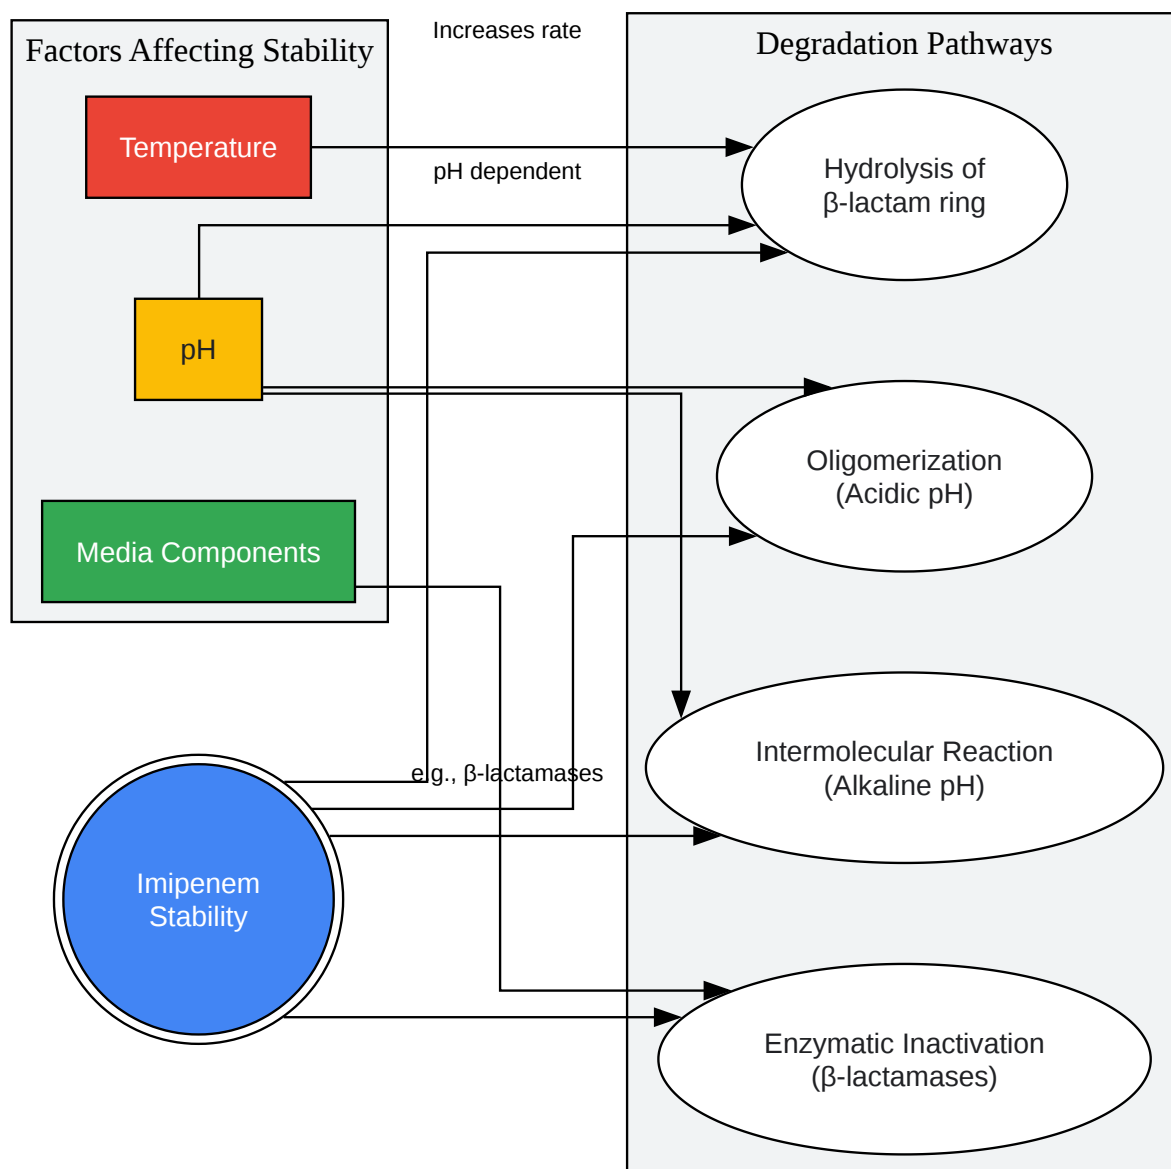 Factors Affecting Stability
Temperature
pH
Media Components
Imipenem
Stability
Increases rate
pH dependent
e.g., β-lactamases
Degradation Pathways
Hydrolysis of
β-lactam ring
Oligomerization
(Acidic pH)
Intermolecular Reaction
(Alkaline pH)
Enzymatic Inactivation
(β-lactamases)